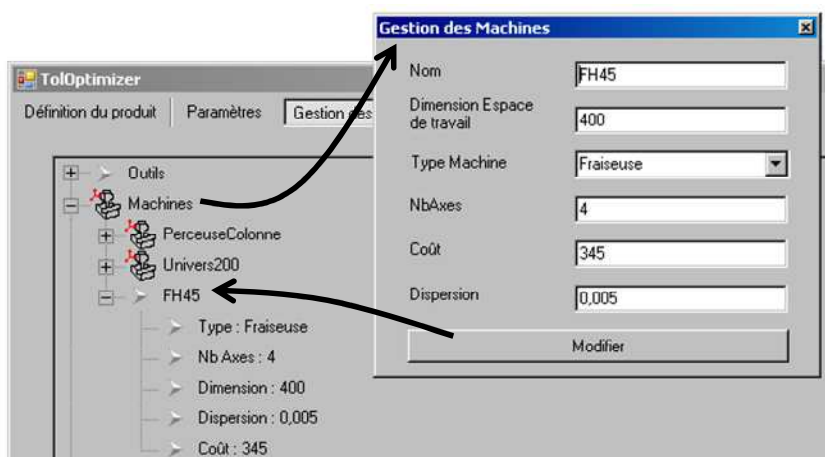 Gestion des Machines
Nom
FH45
Dimension Espace
de travail
400
Type Machine
Fraiseuse
NbAxes
4
Coût
345
Dispersion
0,005
Modifier
TolOptimizer
Définition du produit
Paramètres
Gestion des
Outils
Machines
PerceuseColonne
Univers200
FH45
Type : Fraiseuse
Nb Axes : 4
Dimension : 400
Dispersion : 0,005
Coût : 345